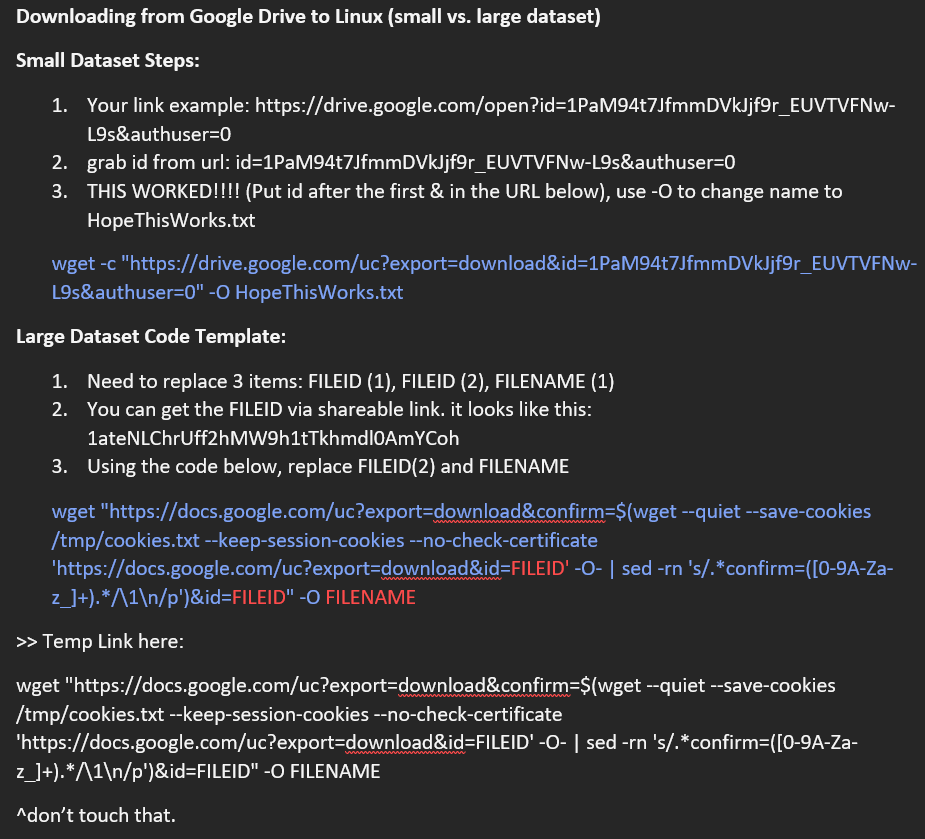 Downloading from Google Drive to Linux (small vs. large dataset)
Small Dataset Steps:
1. Your link example: https://drive.google.com/open?id=1PaM94t7JfmmDVkJjf9r_EUVTVFNw-
L9s&authuser=0
2. grab id from url: id=1PaM94t7JfmmDVkJjf9r_EUVTVFNw-L9s&authuser=0
3. THIS WORKED!!!! (Put id after the first & in the URL below), use -O to change name to
HopeThisWorks.txt
wget -c "https://drive.google.com/uc?export=download&id=1PaM94t7JfmmDVkJjf9r_EUVTVFNw-
L9s&authuser=0" -O HopeThisWorks.txt
Large Dataset Code Template:
1. Need to replace 3 items: FILEID (1), FILEID (2), FILENAME (1)
2. You can get the FILEID via shareable link. it looks like this:
1ateNLChrUff2hMW9h1tTkhmdl0AmYCoh
3. Using the code below, replace FILEID(2) and FILENAME
wget "https://docs.google.com/uc?export=download&confirm=$(wget --quiet --save-cookies
/tmp/cookies.txt --keep-session-cookies --no-check-certificate
'https://docs.google.com/uc?export=download&id=FILEID' -O- | sed -rn 's/.*confirm=([0-9A-Za-
z_]+).*/\1\n/p')&id=FILEID" -O FILENAME
>> Temp Link here:
wget "https://docs.google.com/uc?export=download&confirm=$(wget --quiet --save-cookies
/tmp/cookies.txt --keep-session-cookies --no-check-certificate
'https://docs.google.com/uc?export=download&id=FILEID' -O- | sed -rn 's/.*confirm=([0-9A-Za-
z_]+).*/\1\n/p')&id=FILEID" -O FILENAME
^don’t touch that.